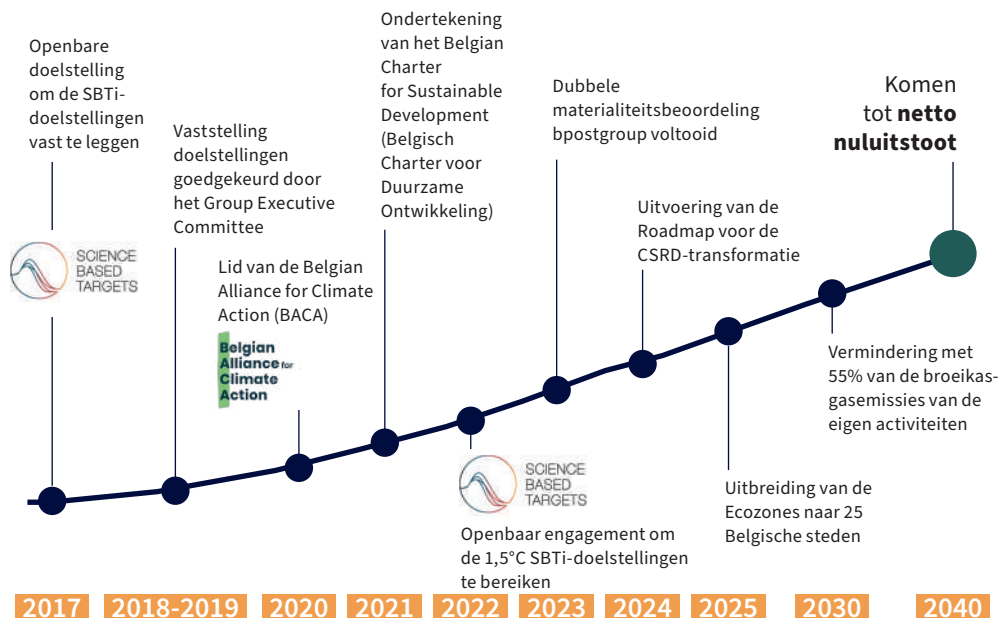 Openbare
doelstelling
om de SBTi-
doelstellingen
vast te leggen
SCIENCE
BASED
TARGETS
Vaststelling
doelstellingen
goedgekeurd door
het Group Executive
Committee
Lid van de Belgian
Alliance for Climate
Action (BACA)
Belgian
Alliance for
Climate
Action
Ondertekening
van het Belgian
Charter
for Sustainable
Development
(Belgisch
Charter voor
Duurzame
Ontwikkeling)
SCIENCE
BASED
TARGETS
Openbaar engagement om
de 1,5°C SBTi-doelstellingen
te bereiken
Dubbele
materialiteitsbeoordeling
bpostgroup voltooid
Uitvoering van de
Roadmap voor de
CSRD-transformatie
Uitbreiding van de
Ecozones naar 25
Belgische steden
Vermindering met
55% van de broeikas-
gasemissies van de
eigen activiteiten
Komen
tot netto
nuluitstoot
2017
2018-2019
2020
2021
2022
2023
2024
2025
2030
2040